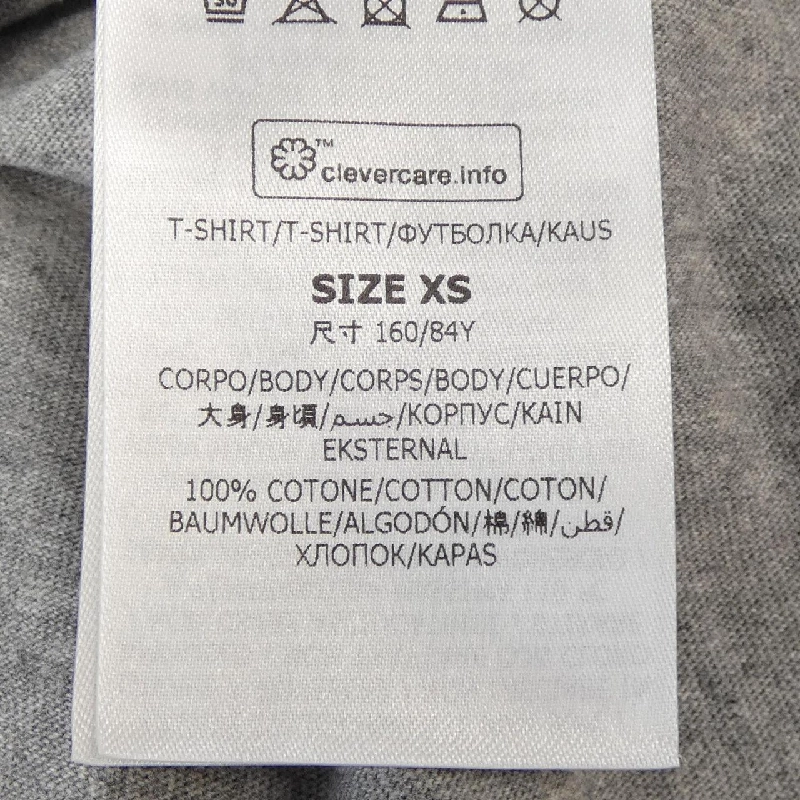 30
™
clevercare.info
T-SHIRT/T-SHIRT/ФУТБОЛКА/KAUS
SIZE XS
尺寸 160/84Y
CORPO/BODY/CORPS/BODY/CUERPO/
大身/身頃/جسم/КОРПУС/KAIN
EKSTERNAL
100% COTONE/COTTON/COTON/
BAUMWOLLE/ALGODÓN/棉/綿/قطن/
ХЛОПОК/KAPAS